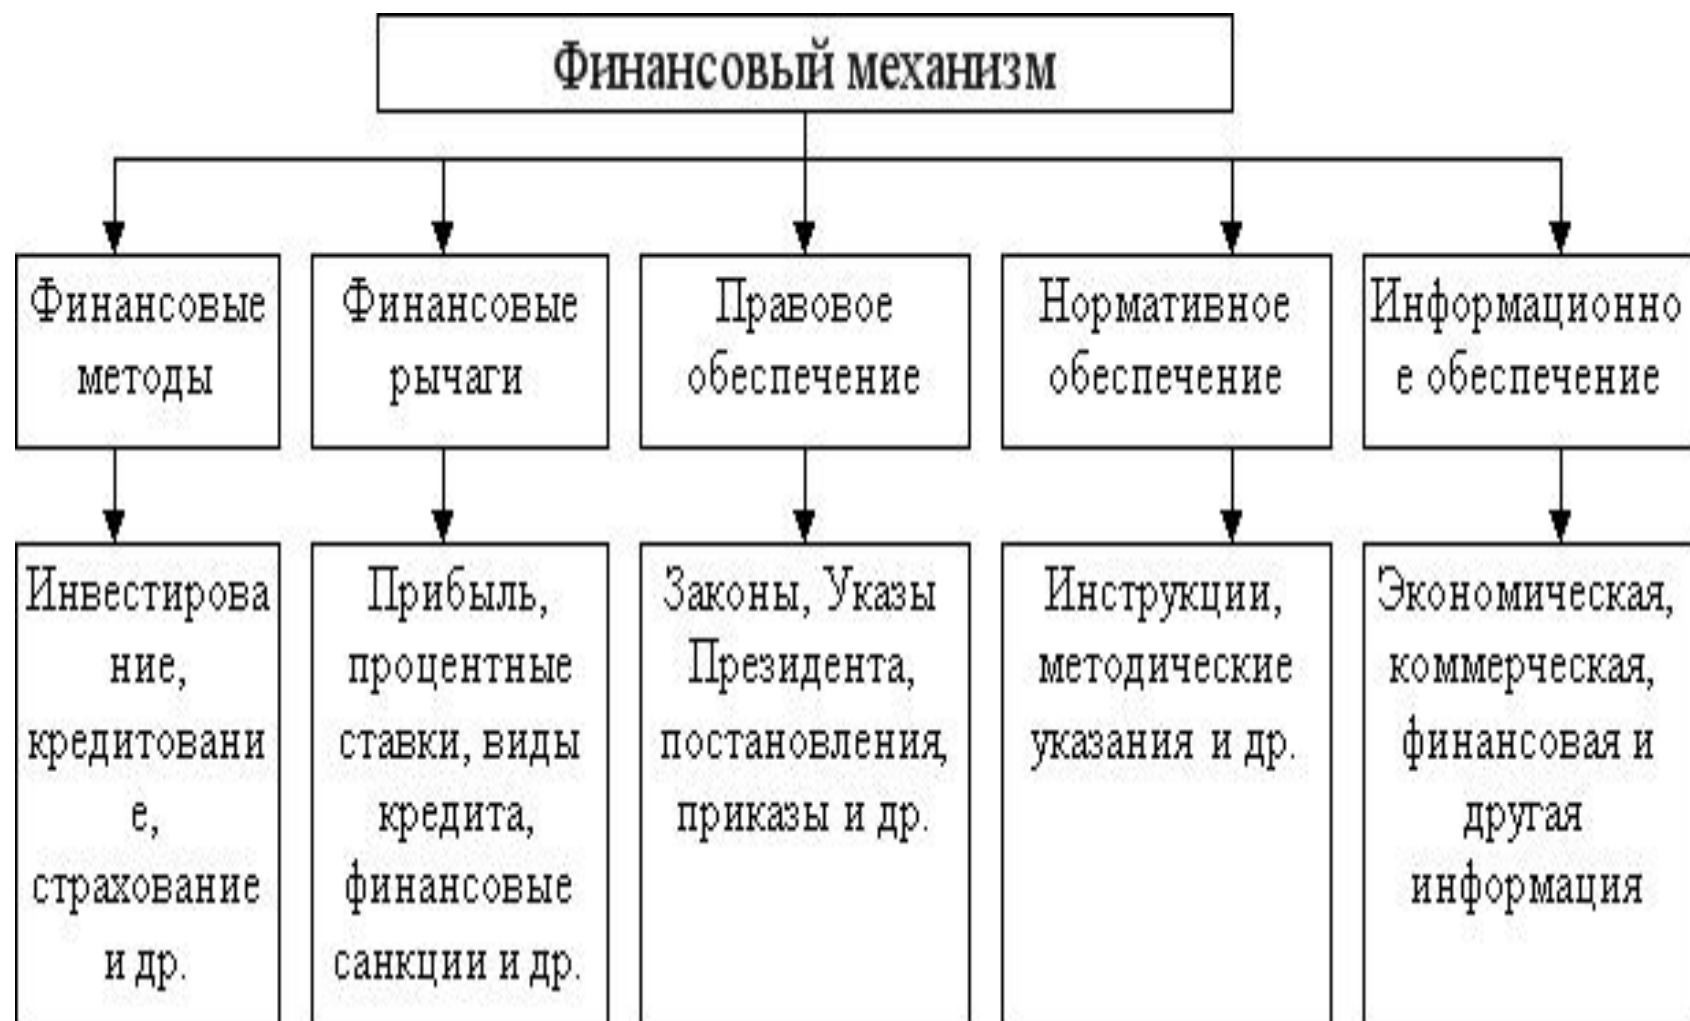 Финансовый механизм
Финансовые
методы
Финансовые
рычаги
Правовое
обеспечение
Нормативное
обеспечение
Информационно
е обеспечение
Инвестирова
ние,
кредитовани
е,
страхование
и др.
Прибыль,
процентные
ставки, виды
кредита,
финансовые
санкции и др.
Законы, Указы
Президента,
постановления,
приказы и др.
Инструкции,
методические
указания и др.
Экономическая,
коммерческая,
финансовая и
другая
информация